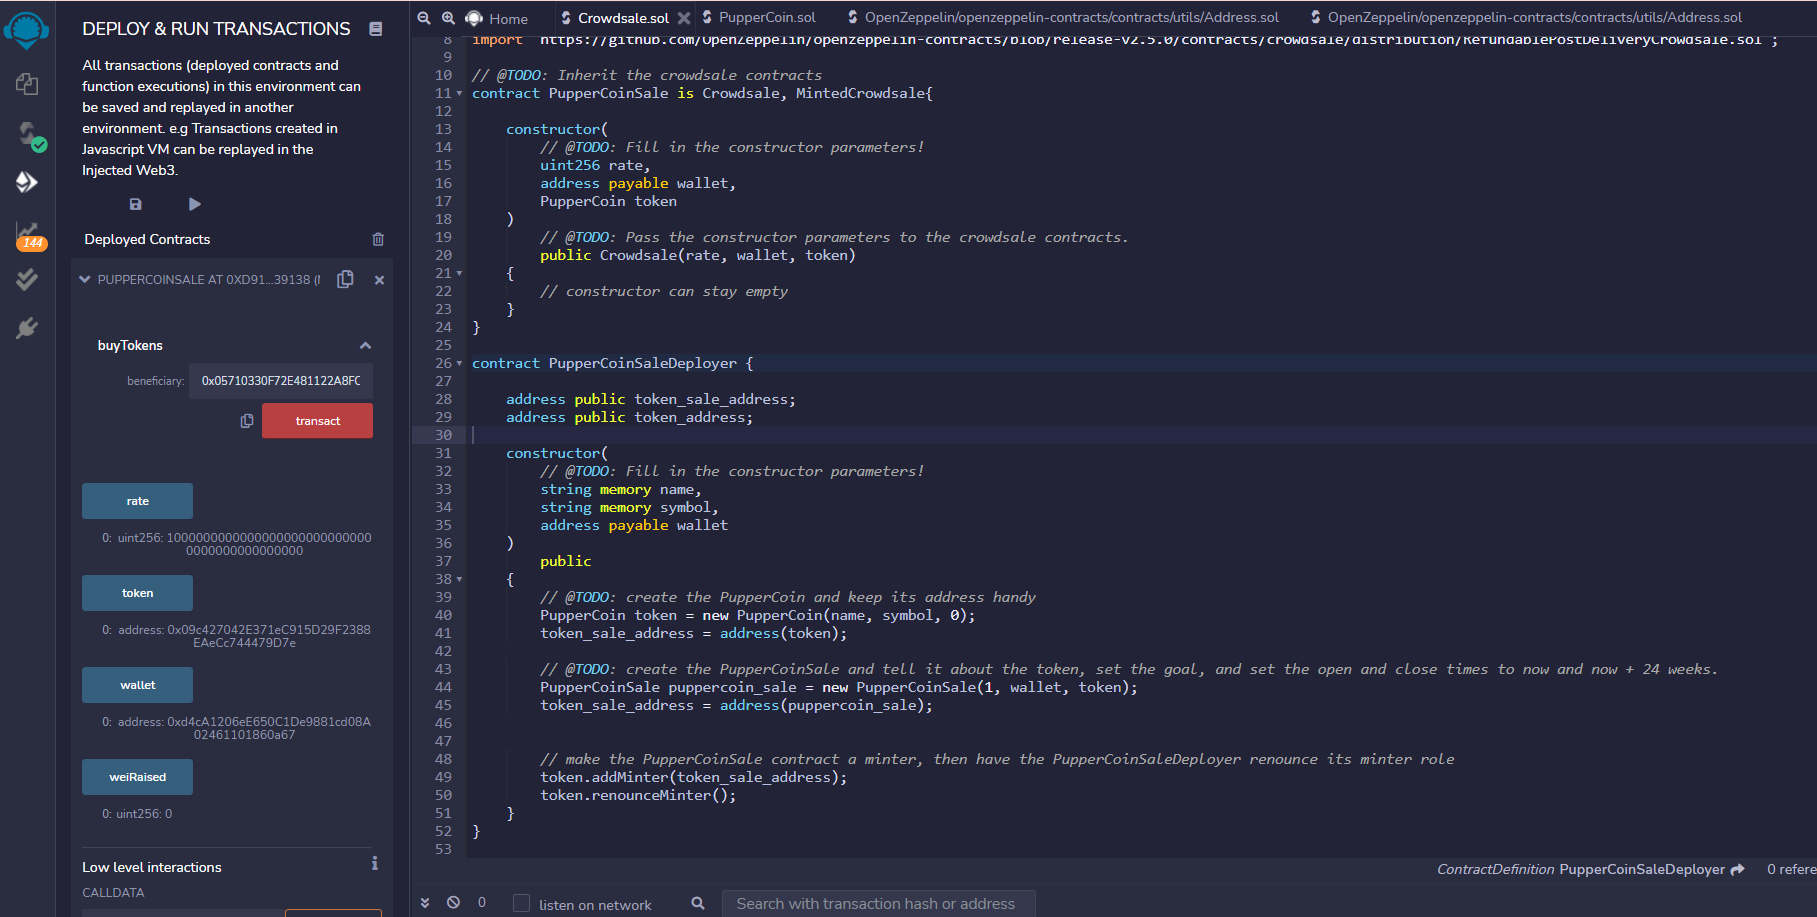 DEPLOY & RUN TRANSACTIONS
All transactions (deployed contracts and
function executions) in this environment can
be saved and replayed in another
environment. e.g Transactions created in
Javascript VM can be replayed in the
Injected Web3.
144
Deployed Contracts
PUPPERCOINSALE AT 0XD91...39138 (
buyTokens
beneficiary: 0x05710330F72E481122A8FC
transact
rate
0: uint256:
token
0: address: 0x09c427042E371eC915D29F2388
EAeCc744479D7e
wallet
0: address: 0xd4cA1206eE650C1De9881cd08A
02461101860a67
weiRaised
0: uint256: 0
Low level interactions
CALLDATA
Home
Crowdsale.sol
PupperCoin.sol
OpenZeppelin/openzeppelin-contracts/contracts/utils/Address.sol
OpenZeppelin/openzeppelin-contracts/contracts/utils/Address.sol
8 import "https://github.com/OpenZeppelin/openzeppelin-contracts/blob/release-v2.5.0/contracts/crowdsale/distribution/RefundablePostDeliveryCrowdsale.sol";
9
10 // @TODO: Inherit the crowdsale contracts
11 contract PupperCoinSale is Crowdsale, MintedCrowdsale{
12
13 constructor(
14 // @TODO: Fill in the constructor parameters!
15 uint256 rate,
16 address payable wallet,
17 PupperCoin token
18 )
19 // @TODO: Pass the constructor parameters to the crowdsale contracts.
20 public Crowdsale(rate, wallet, token)
21 {
22 // constructor can stay empty
23 }
24 }
25
26 contract PupperCoinSaleDeployer {
27
28 address public token_sale_address;
29 address public token_address;
30
31 constructor(
32 // @TODO: Fill in the constructor parameters!
33 string memory name,
34 string memory symbol,
35 address payable wallet
36 )
37 public
38 {
39 // @TODO: create the PupperCoin and keep its address handy
40 PupperCoin token = new PupperCoin(name, symbol, 0);
41 token_sale_address = address(token);
42
43 // @TODO: create the PupperCoinSale and tell it about the token, set the goal, and set the open and close times to now and now + 24 weeks.
44 PupperCoinSale puppercoin_sale = new PupperCoinSale(1, wallet, token);
45 token_sale_address = address(puppercoin_sale);
46
47
48 // make the PupperCoinSale contract a minter, then have the PupperCoinSaleDeployer renounce its minter role
49 token.addMinter(token_sale_address);
50 token.renounceMinter();
51 }
52 }
53
ContractDefinition PupperCoinSaleDeployer 0 refere
0 listen on network Search with transaction hash or address